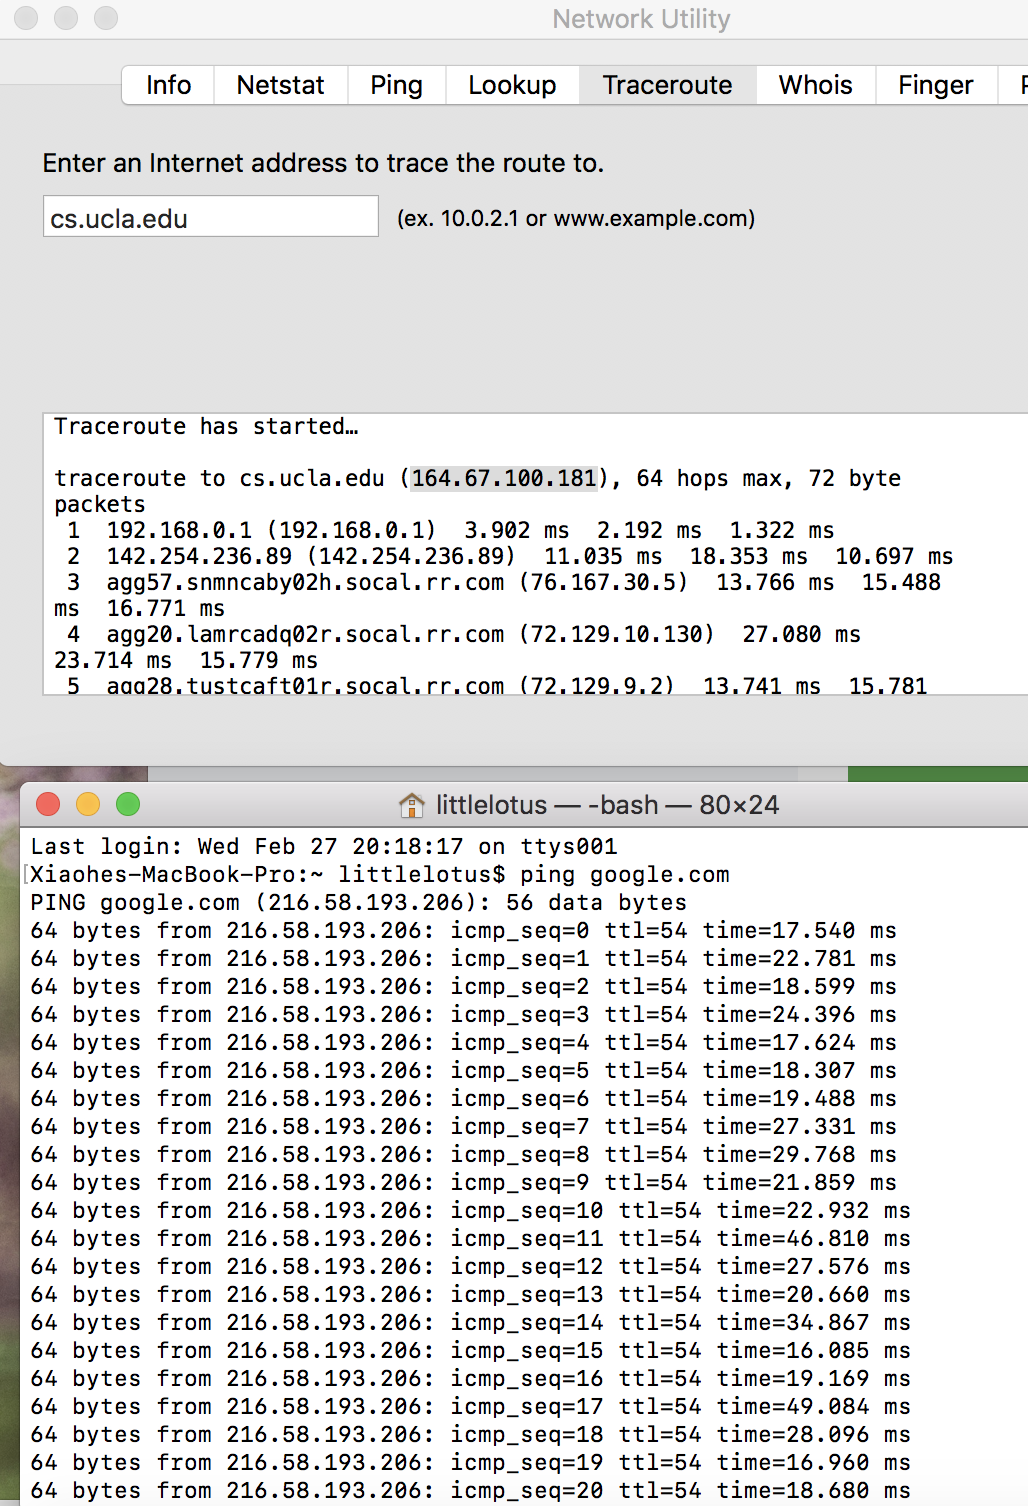 Network Utility
Info Netstat Ping Lookup Traceroute Whois Finger
Enter an Internet address to trace the route to.
cs.ucla.edu (ex. 10.0.2.1 or www.example.com)
Traceroute has started…
traceroute to cs.ucla.edu (164.67.100.181), 64 hops max, 72 byte
packets
1 192.168.0.1 (192.168.0.1) 3.902 ms 2.192 ms 1.322 ms
2 142.254.236.89 (142.254.236.89) 11.035 ms 18.353 ms 10.697 ms
3 agg57.snmncaby02h.socal.rr.com (76.167.30.5) 13.766 ms 15.488
ms 16.771 ms
4 agg20.lamrcadq02r.socal.rr.com (72.129.10.130) 27.080 ms
23.714 ms 15.779 ms
5 agg28.tustcaft01r.socal.rr.com (72.129.9.2) 13.741 ms 15.781
littlelotus — -bash — 80×24
Last login: Wed Feb 27 20:18:17 on ttys001
[Xiaohes-MacBook-Pro:~ littlelotus$ ping google.com
PING google.com (216.58.193.206): 56 data bytes
64 bytes from 216.58.193.206: icmp_seq=0 ttl=54 time=17.540 ms
64 bytes from 216.58.193.206: icmp_seq=1 ttl=54 time=22.781 ms
64 bytes from 216.58.193.206: icmp_seq=2 ttl=54 time=18.599 ms
64 bytes from 216.58.193.206: icmp_seq=3 ttl=54 time=24.396 ms
64 bytes from 216.58.193.206: icmp_seq=4 ttl=54 time=17.624 ms
64 bytes from 216.58.193.206: icmp_seq=5 ttl=54 time=18.307 ms
64 bytes from 216.58.193.206: icmp_seq=6 ttl=54 time=19.488 ms
64 bytes from 216.58.193.206: icmp_seq=7 ttl=54 time=27.331 ms
64 bytes from 216.58.193.206: icmp_seq=8 ttl=54 time=29.768 ms
64 bytes from 216.58.193.206: icmp_seq=9 ttl=54 time=21.859 ms
64 bytes from 216.58.193.206: icmp_seq=10 ttl=54 time=22.932 ms
64 bytes from 216.58.193.206: icmp_seq=11 ttl=54 time=46.810 ms
64 bytes from 216.58.193.206: icmp_seq=12 ttl=54 time=27.576 ms
64 bytes from 216.58.193.206: icmp_seq=13 ttl=54 time=20.660 ms
64 bytes from 216.58.193.206: icmp_seq=14 ttl=54 time=34.867 ms
64 bytes from 216.58.193.206: icmp_seq=15 ttl=54 time=16.085 ms
64 bytes from 216.58.193.206: icmp_seq=16 ttl=54 time=19.169 ms
64 bytes from 216.58.193.206: icmp_seq=17 ttl=54 time=49.084 ms
64 bytes from 216.58.193.206: icmp_seq=18 ttl=54 time=28.096 ms
64 bytes from 216.58.193.206: icmp_seq=19 ttl=54 time=16.960 ms
64 bytes from 216.58.193.206: icmp_seq=20 ttl=54 time=18.680 ms